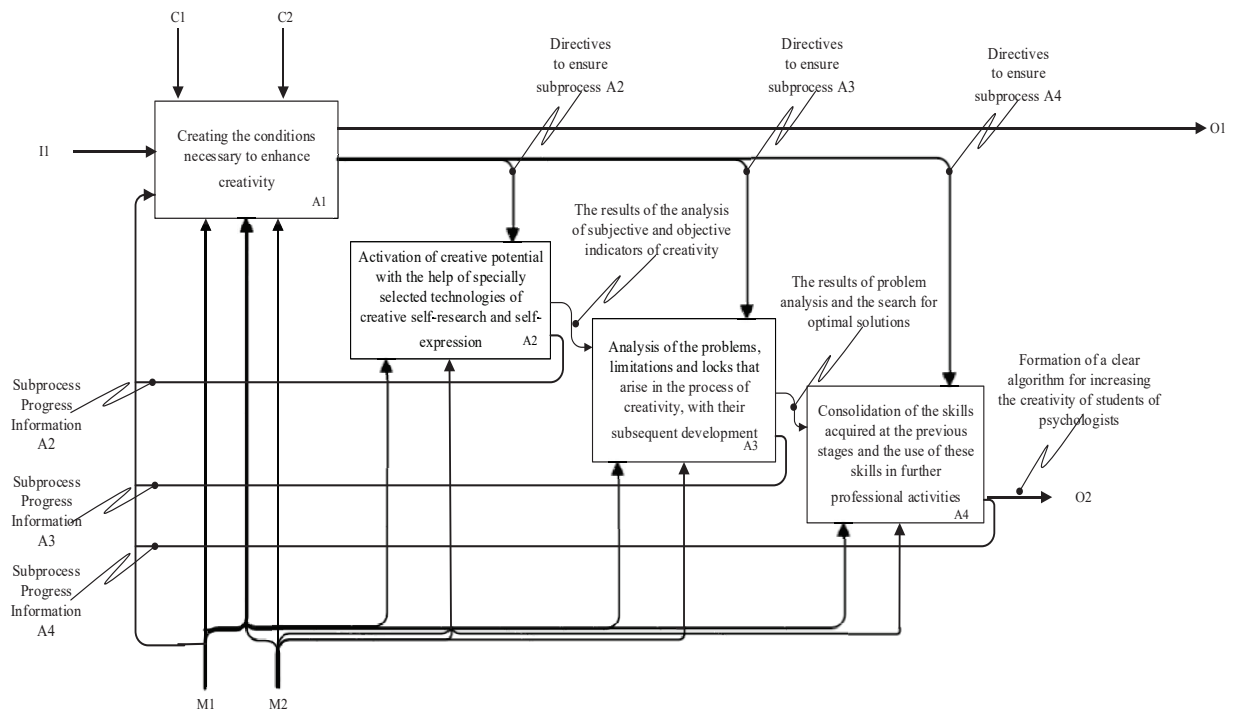 C1
C2
Directives
to ensure
subprocess A2
Directives
to ensure
subprocess A3
Directives
to ensure
subprocess A4
O1
I1
Creating the conditions
necessary to enhance
creativity
A1
The results of the analysis
of subjective and objective
indicators of creativity
Activation of creative potential
with the help of specially
selected technologies of
creative self-research and self-
expression
A2
The results of problem
analysis and the search for
optimal solutions
Analysis of the problems,
limitations and locks that
arise in the process of
creativity, with their
subsequent development
A3
Formation of a clear
algorithm for increasing
the creativity of students of
psychologists
Consolidation of the skills
acquired at the previous
stages and the use of these
skills in further
professional activities
A4
O2
Subprocess
Progress
Information
A2
Subprocess
Progress
Information
A3
Subprocess
Progress
Information
A4
M1
M2